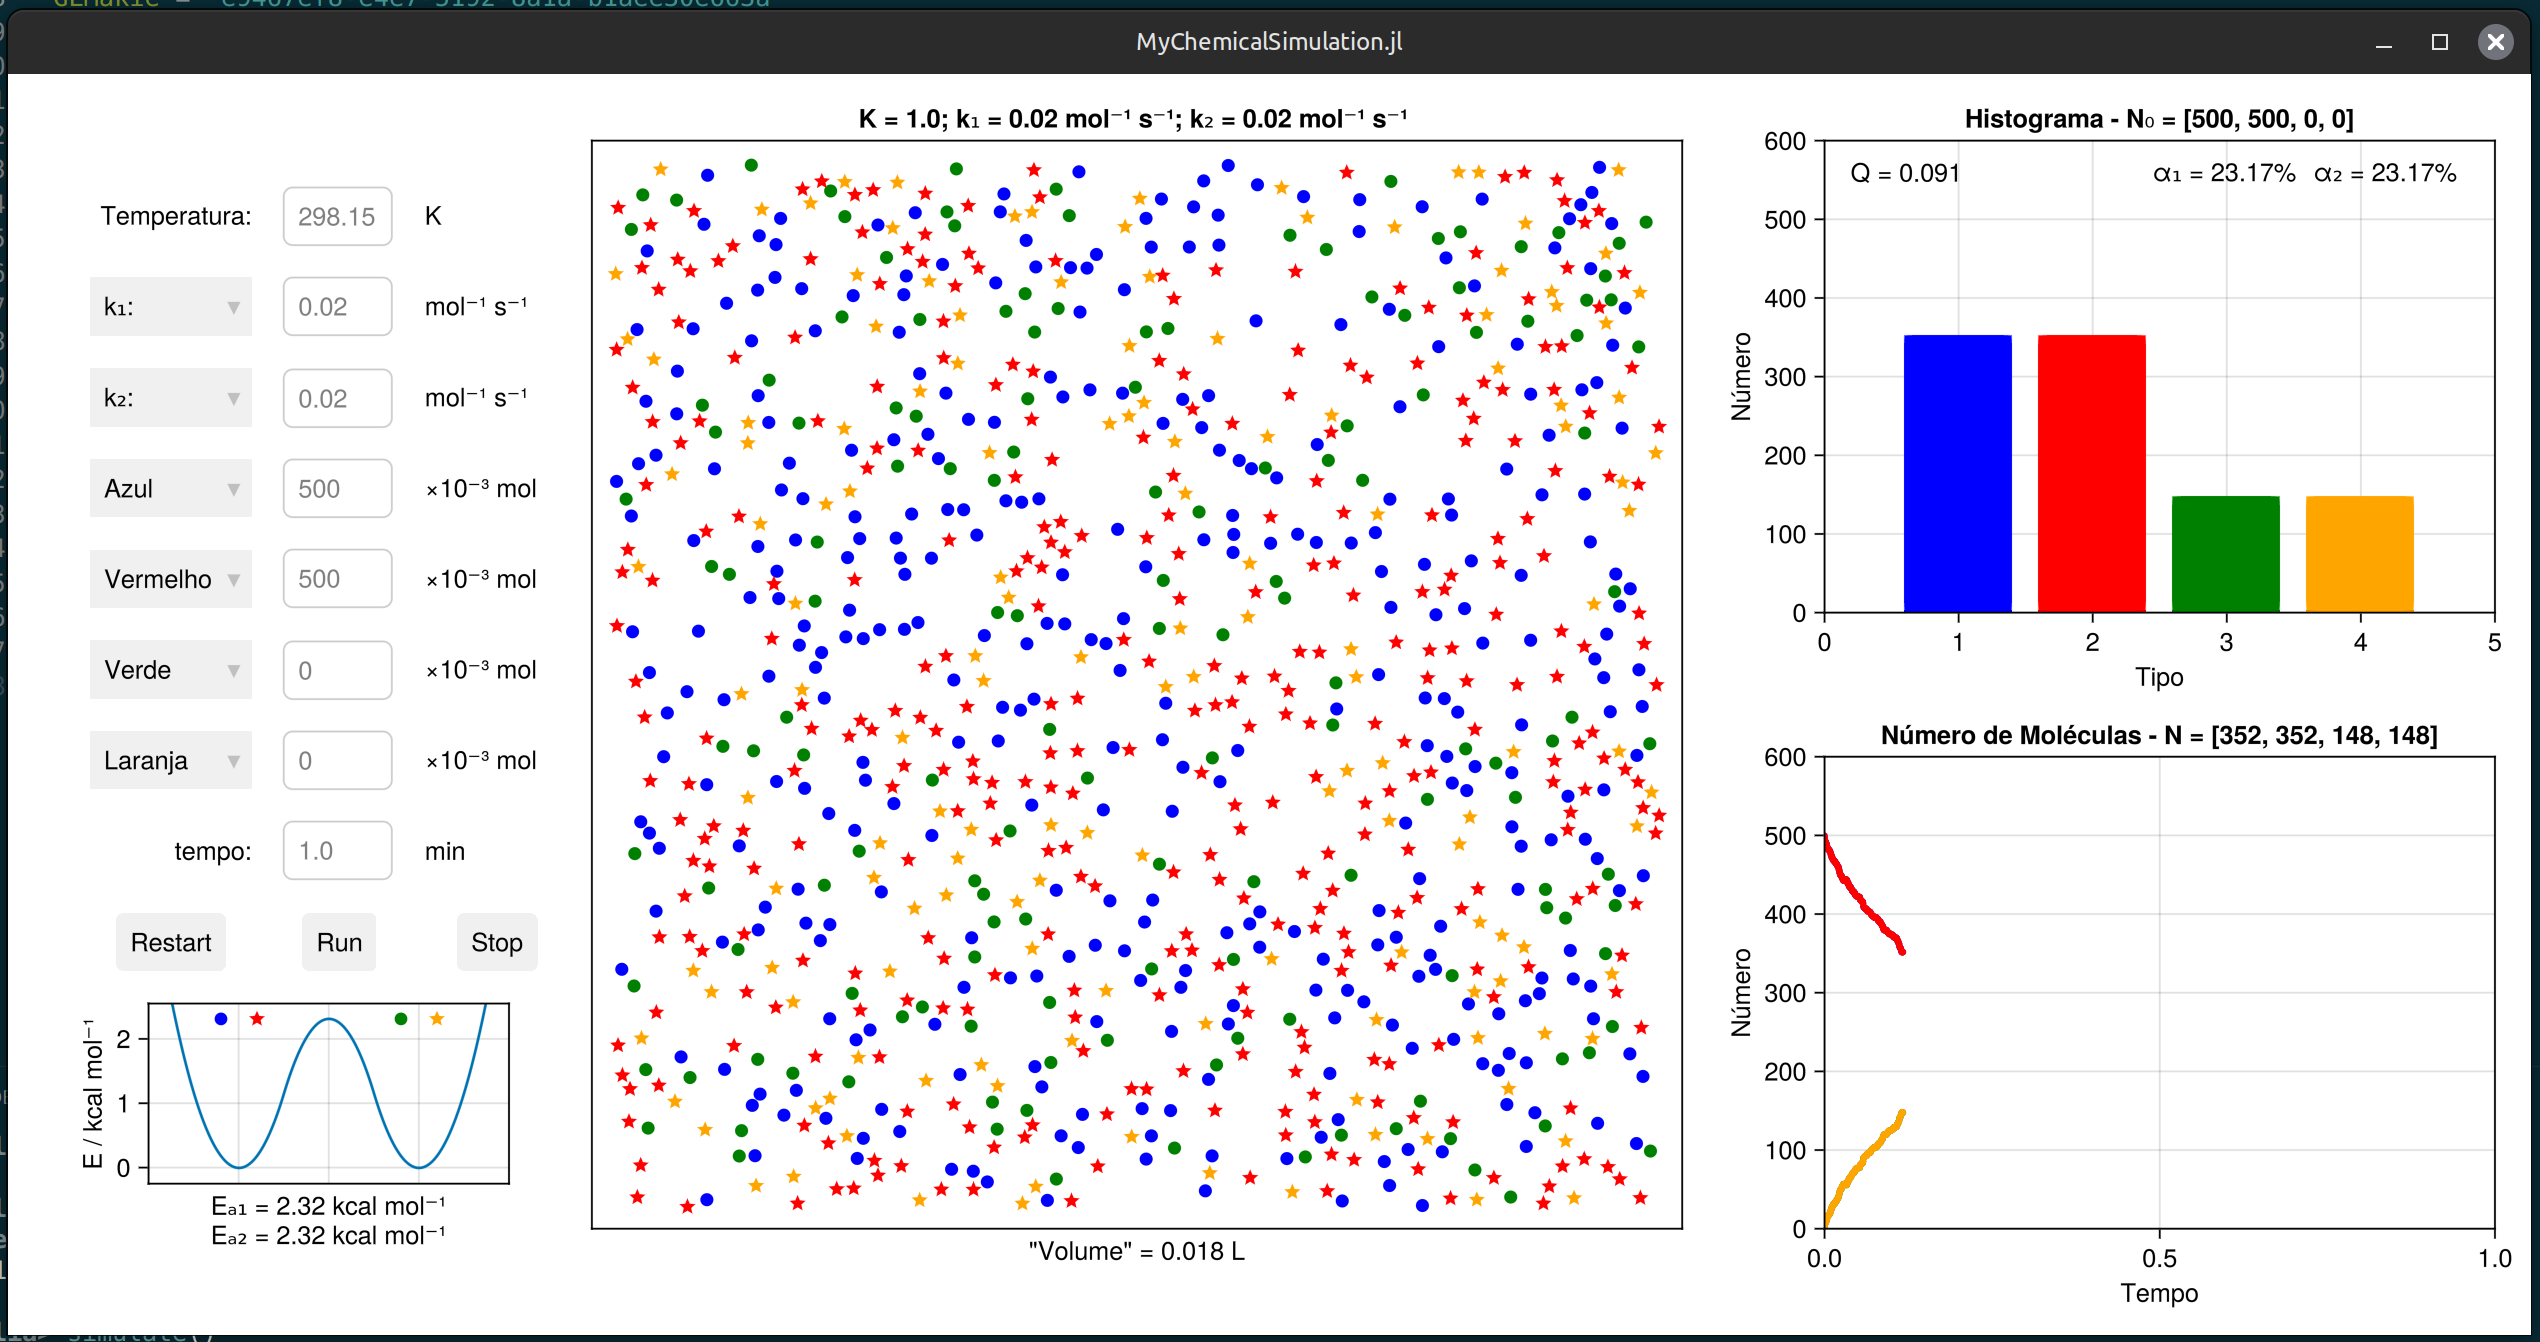 MyChemicalSimulation.jl
Temperatura: 298.15 K
k₁: ▼ 0.02 mol⁻¹ s⁻¹
k₂: ▼ 0.02 mol⁻¹ s⁻¹
Azul ▼ 500 ×10⁻³ mol
Vermelho ▼ 500 ×10⁻³ mol
Verde ▼ 0 ×10⁻³ mol
Laranja ▼ 0 ×10⁻³ mol
tempo: 1.0 min
Restart Run Stop
E / kcal mol⁻¹
2
1
0
Eₐ₁ = 2.32 kcal mol⁻¹
Eₐ₂ = 2.32 kcal mol⁻¹
K = 1.0; k₁ = 0.02 mol⁻¹ s⁻¹; k₂ = 0.02 mol⁻¹ s⁻¹
"Volume" = 0.018 L
Histograma - N₀ = [500, 500, 0, 0]
Q = 0.091 α₁ = 23.17% α₂ = 23.17%
Número
600
500
400
300
200
100
0
0 1 2 3 4 5
Tipo
Número de Moléculas - N = [352, 352, 148, 148]
Número
600
500
400
300
200
100
0
0.0 0.5 1.0
Tempo